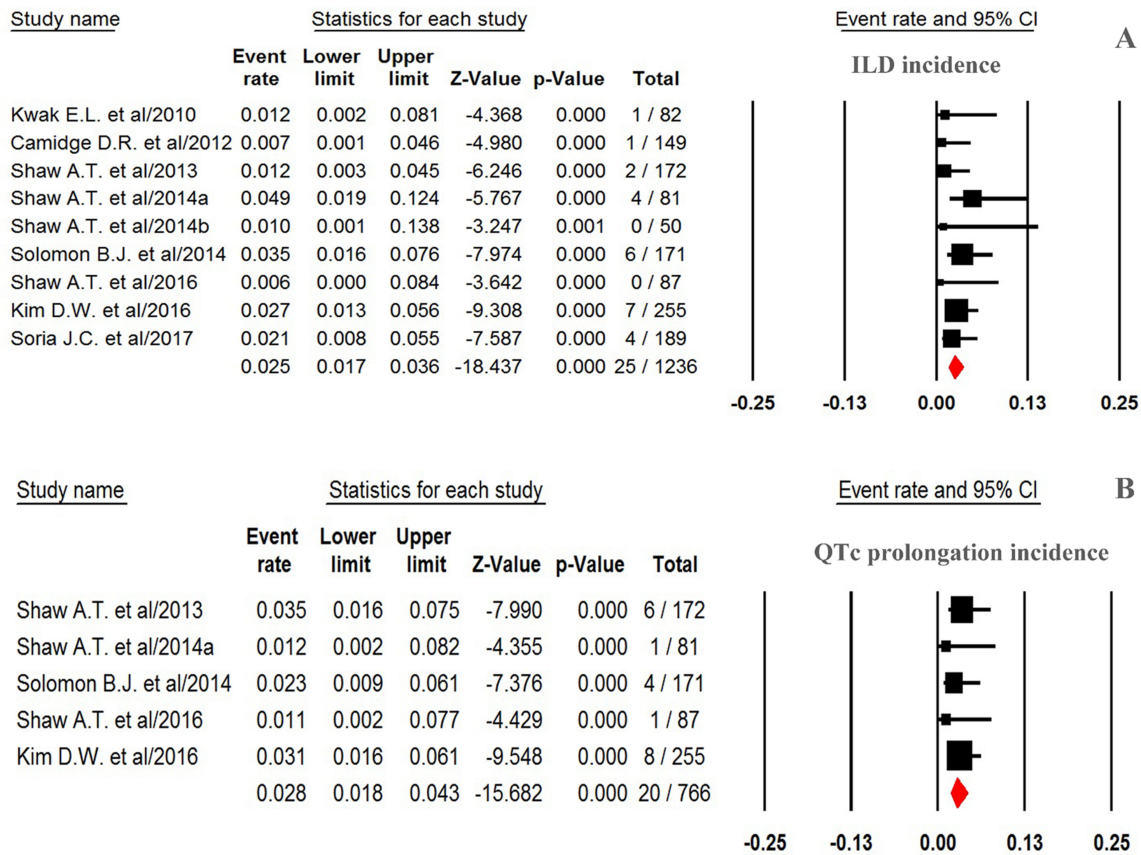 Study name Statistics for each study Event rate and 95% CI A
Event rate Lower limit Upper limit Z-Value p-Value Total ILD incidence
Kwak E.L. et al/2010 0.012 0.002 0.081 -4.368 0.000 1 / 82
Camidge D.R. et al/2012 0.007 0.001 0.046 -4.980 0.000 1 / 149
Shaw A.T. et al/2013 0.012 0.003 0.045 -6.246 0.000 2 / 172
Shaw A.T. et al/2014a 0.049 0.019 0.124 -5.767 0.000 4 / 81
Shaw A.T. et al/2014b 0.010 0.001 0.138 -3.247 0.001 0 / 50
Solomon B.J. et al/2014 0.035 0.016 0.076 -7.974 0.000 6 / 171
Shaw A.T. et al/2016 0.006 0.000 0.084 -3.642 0.000 0 / 87
Kim D.W. et al/2016 0.027 0.013 0.056 -9.308 0.000 7 / 255
Soria J.C. et al/2017 0.021 0.008 0.055 -7.587 0.000 4 / 189
0.025 0.017 0.036 -18.437 0.000 25 / 1236
-0.25 -0.13 0.00 0.13 0.25
Study name Statistics for each study Event rate and 95% CI B
Event rate Lower limit Upper limit Z-Value p-Value Total QTc prolongation incidence
Shaw A.T. et al/2013 0.035 0.016 0.075 -7.990 0.000 6 / 172
Shaw A.T. et al/2014a 0.012 0.002 0.082 -4.355 0.000 1 / 81
Solomon B.J. et al/2014 0.023 0.009 0.061 -7.376 0.000 4 / 171
Shaw A.T. et al/2016 0.011 0.002 0.077 -4.429 0.000 1 / 87
Kim D.W. et al/2016 0.031 0.016 0.061 -9.548 0.000 8 / 255
0.028 0.018 0.043 -15.682 0.000 20 / 766
-0.25 -0.13 0.00 0.13 0.25